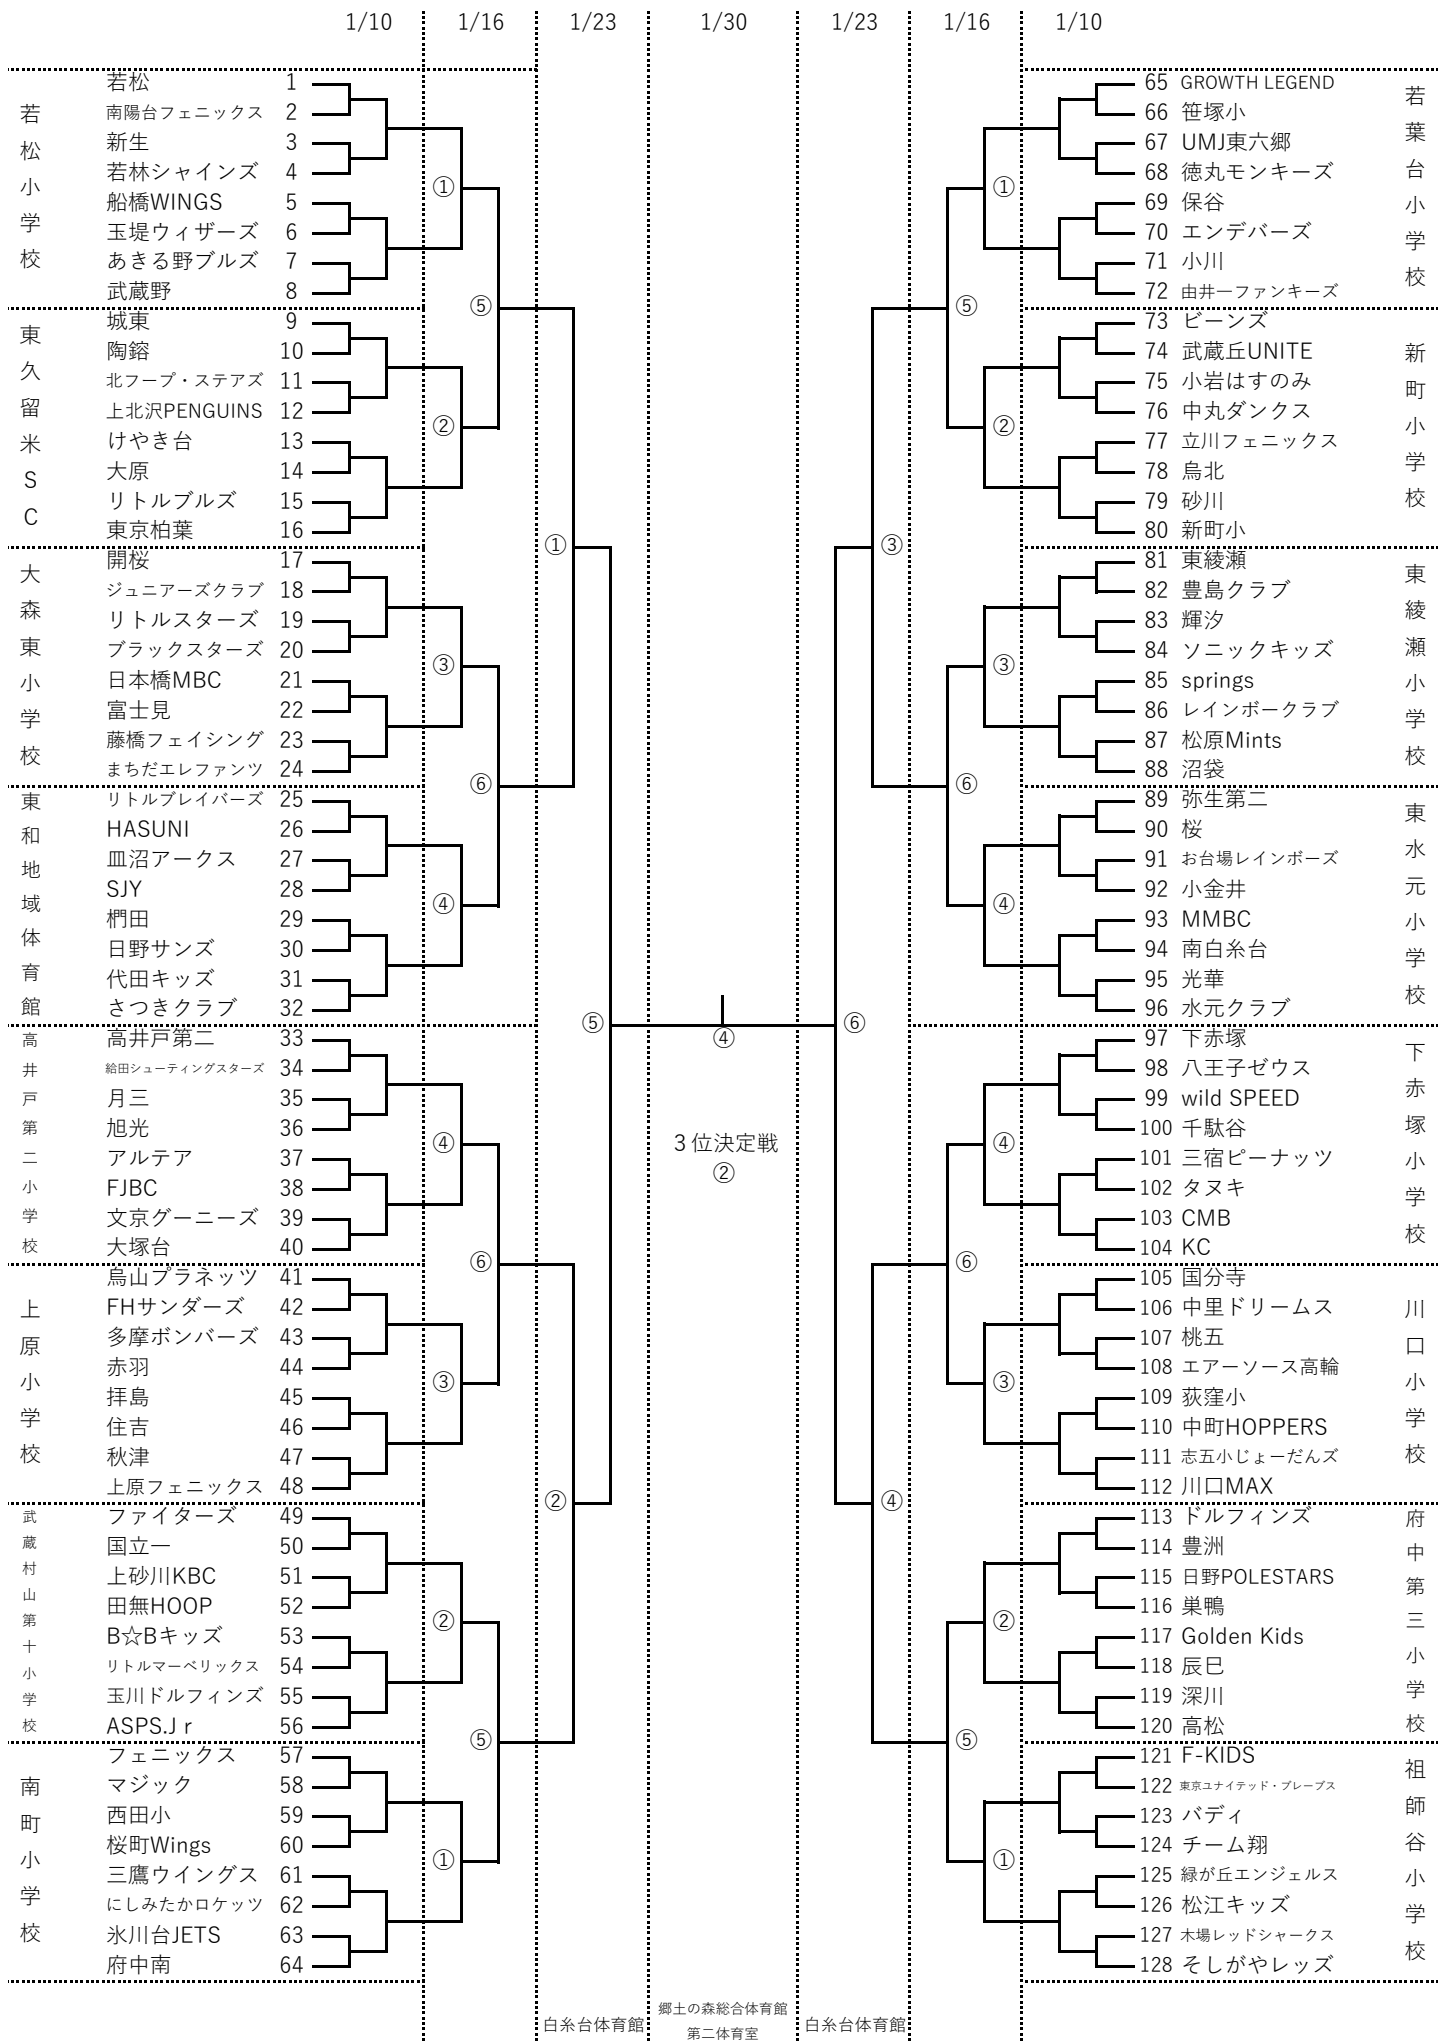 1/10 1/16 1/23 1/30 1/23 1/16 1/10
若松小学校
若松 1
南陽台フェニックス 2
新生 3
若林シャインズ 4
船橋WINGS 5
玉堤ウィザーズ 6
あきる野ブルズ 7
武蔵野 8
東久留米SC
城東 9
陶鎔 10
北フープ・ステアズ 11
上北沢PENGUINS 12
けやき台 13
大原 14
リトルブルズ 15
東京柏葉 16
大森東小学校
開桜 17
ジュニアーズクラブ 18
リトルスターズ 19
ブラックスターズ 20
日本橋MBC 21
富士見 22
藤橋フェイシング 23
まちだエレファンツ 24
東和地域体育館
リトルブレイバーズ 25
HASUNI 26
皿沼アークス 27
SJY 28
椚田 29
日野サンズ 30
代田キッズ 31
さつきクラブ 32
高井戸第二小学校
高井戸第二 33
給田シューティングスターズ 34
月三 35
旭光 36
アルテア 37
FJBC 38
文京グーニーズ 39
大塚台 40
上原小学校
烏山プラネッツ 41
FHサンダーズ 42
多摩ボンバーズ 43
赤羽 44
拝島 45
住吉 46
秋津 47
上原フェニックス 48
武蔵村山第十小学校
ファイターズ 49
国立一 50
上砂川KBC 51
田無HOOP 52
B☆Bキッズ 53
リトルマーベリックス 54
玉川ドルフィンズ 55
ASPS.Jr 56
南町小学校
フェニックス 57
マジック 58
西田小 59
桜町Wings 60
三鷹ウイングス 61
にしみたかロケッツ 62
氷川台JETS 63
府中南 64
①
⑤
②
①
③
⑥
④
⑤
④
⑥
③
②
②
⑤
①
④
3位決定戦
②
①
⑤
②
③
③
⑥
④
⑥
④
⑥
③
④
②
⑤
①
65 GROWTH LEGEND
66 笹塚小
67 UMJ東六郷
68 徳丸モンキーズ
69 保谷
70 エンデバーズ
71 小川
72 由井一ファンキーズ
若葉台小学校
73 ビーンズ
74 武蔵丘UNITE
75 小岩はすのみ
76 中丸ダンクス
77 立川フェニックス
78 烏北
79 砂川
80 新町小
新町小学校
81 東綾瀬
82 豊島クラブ
83 輝汐
84 ソニックキッズ
85 springs
86 レインボークラブ
87 松原Mints
88 沼袋
東綾瀬小学校
89 弥生第二
90 桜
91 お台場レインボーズ
92 小金井
93 MMBC
94 南白糸台
95 光華
96 水元クラブ
東水元小学校
97 下赤塚
98 八王子ゼウス
99 wild SPEED
100 千駄谷
101 三宿ピーナッツ
102 タヌキ
103 CMB
104 KC
下赤塚小学校
105 国分寺
106 中里ドリームス
107 桃五
108 エアーソース高輪
109 荻窪小
110 中町HOPPERS
111 志五小じょーだんズ
112 川口MAX
川口小学校
113 ドルフィンズ
114 豊洲
115 日野POLESTARS
116 巣鴨
117 Golden Kids
118 辰巳
119 深川
120 高松
府中第三小学校
121 F-KIDS
122 東京ユナイテッド・ブレーブス
123 バディ
124 チーム翔
125 緑が丘エンジェルス
126 松江キッズ
127 木場レッドシャークス
128 そしがやレッズ
祖師谷小学校
白糸台体育館
郷土の森総合体育館
第二体育室
白糸台体育館